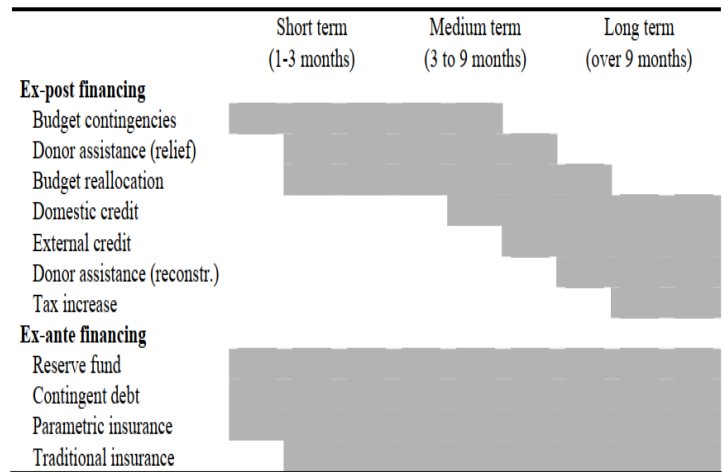 Short term Medium term Long term
(1-3 months) (3 to 9 months) (over 9 months)
Ex-post financing
Budget contingencies
Donor assistance (relief)
Budget reallocation
Domestic credit
External credit
Donor assistance (reconstr.)
Tax increase
Ex-ante financing
Reserve fund
Contingent debt
Parametric insurance
Traditional insurance